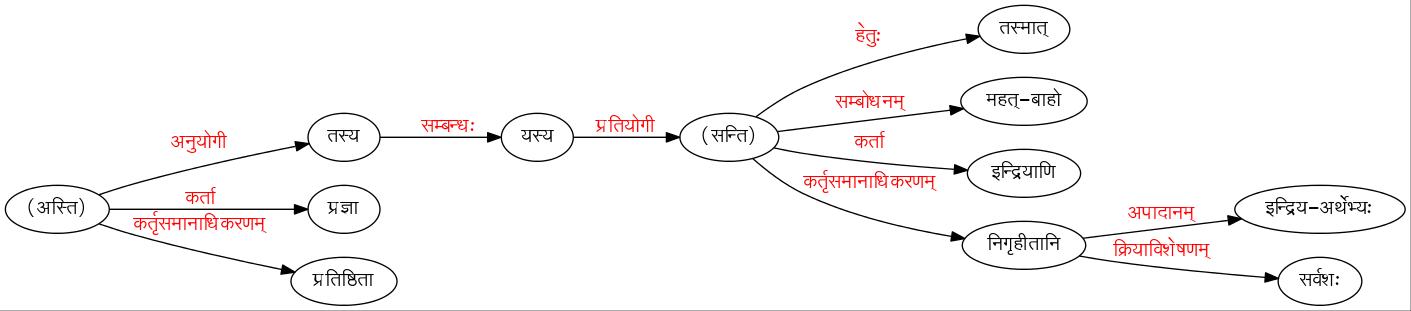 तस्मात्
हेतुः
महत्-बाहो
सम्बोधनम्
तस्य
सम्बन्धः
यस्य
प्रतियोगी
(सन्ति)
अनुयोगी
कर्ता
इन्द्रियाणि
कर्तृसमानाधिकरणम्
(अस्ति)
कर्ता
प्रज्ञा
कर्तृसमानाधिकरणम्
अपादानम्
इन्द्रिय-अर्थेभ्यः
निगृहीतानि
क्रियाविशेषणम्
प्रतिष्ठिता
सर्वशः